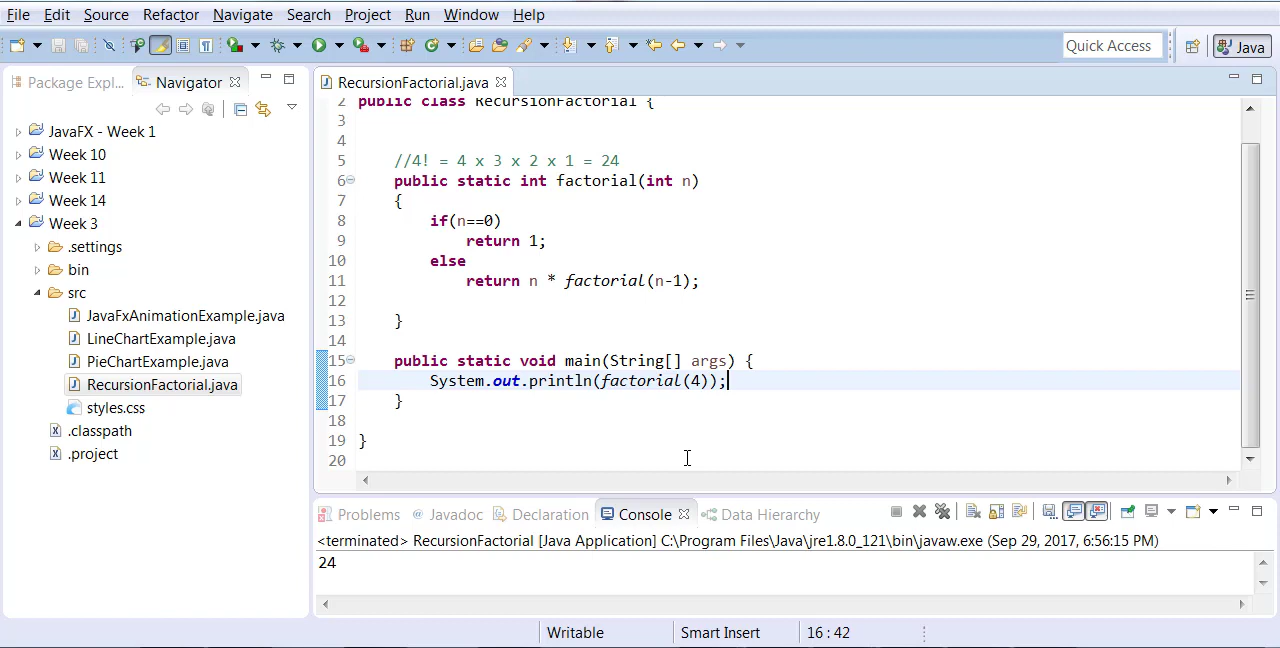 File Edit Source Refactor Navigate Search Project Run Window Help
Quick Access
Java
Package Expl...
Navigator
JavaFX - Week 1
Week 10
Week 11
Week 14
Week 3
.settings
bin
src
JavaFxAnimationExample.java
LineChartExample.java
PieChartExample.java
RecursionFactorial.java
styles.css
.classpath
.project
RecursionFactorial.java
2 public class RecursionFactorial {
3
4
5 //4! = 4 x 3 x 2 x 1 = 24
6 public static int factorial(int n)
7 {
8 if(n==0)
9 return 1;
10 else
11 return n * factorial(n-1);
12
13 }
14
15 public static void main(String[] args) {
16 System.out.println(factorial(4));
17 }
18
19 }
20
Problems @ Javadoc Declaration Console Data Hierarchy
<terminated> RecursionFactorial [Java Application] C:\Program Files\Java\jre1.8.0_121\bin\javaw.exe (Sep 29, 2017, 6:56:15 PM)
24
Writable Smart Insert 16 : 42